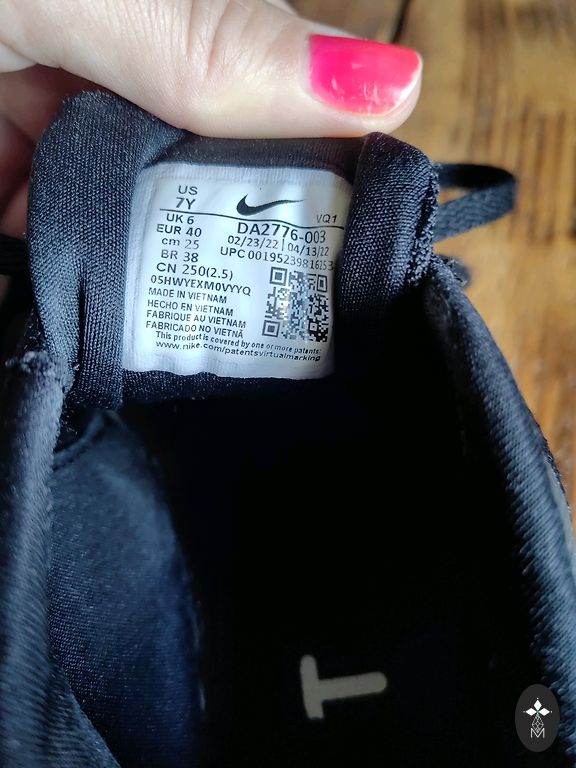 US
7Y
VQ1
UK 6
DA2776-003
EUR 40
02/23/22 | 04/13/22
cm 25
UPC 00195239816253
BR 38
CN 250(2.5)
05HWYEXM0VYYQ
MADE IN VIETNAM
HECHO EN VIETNAM
FABRIQUE AU VIETNAM
FABRICADO NO VIETNÃ
This product is covered by one or more patents:
www.nike.com/patentsvirtualmarking
T
M